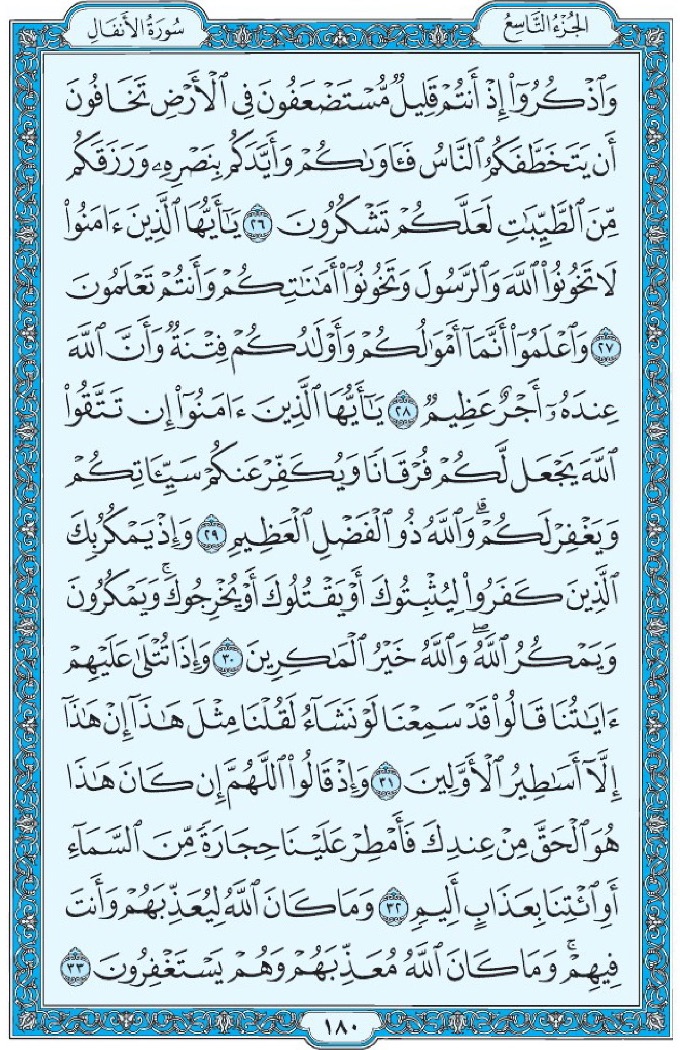 الجُزْءُ التَّاسِعُ
سُورَةُ الأَنفَالِ
وَٱذْكُرُوٓا۟ إِذْ أَنتُمْ قَلِيلٌ مُّسْتَضْعَفُونَ فِى ٱلْأَرْضِ تَخَافُونَ
أَن يَتَخَطَّفَكُمُ ٱلنَّاسُ فَـَٔاوَىٰكُمْ وَأَيَّدَكُم بِنَصْرِهِۦ وَرَزَقَكُم
مِّنَ ٱلطَّيِّبَـٰتِ لَعَلَّكُمْ تَشْكُرُونَ ٢٦ يَـٰٓأَيُّهَا ٱلَّذِينَ ءَامَنُوا۟
لَا تَخُونُوا۟ ٱللَّهَ وَٱلرَّسُولَ وَتَخُونُوٓا۟ أَمَـٰنَـٰتِكُمْ وَأَنتُمْ تَعْلَمُونَ
٢٧ وَٱعْلَمُوٓا۟ أَنَّمَآ أَمْوَٰلُكُمْ وَأَوْلَـٰدُكُمْ فِتْنَةٌ وَأَنَّ ٱللَّهَ
عِندَهُۥٓ أَجْرٌ عَظِيمٌ ٢٨ يَـٰٓأَيُّهَا ٱلَّذِينَ ءَامَنُوٓا۟ إِن تَتَّقُوا۟
ٱللَّهَ يَجْعَل لَّكُمْ فُرْقَانًا وَيُكَفِّرْ عَنكُمْ سَيِّـَٔاتِكُمْ
وَيَغْفِرْ لَكُمْ ۗ وَٱللَّهُ ذُو ٱلْفَضْلِ ٱلْعَظِيمِ ٢٩ وَإِذْ يَمْكُرُ بِكَ
ٱلَّذِينَ كَفَرُوا۟ لِيُثْبِتُوكَ أَوْ يَقْتُلُوكَ أَوْ يُخْرِجُوكَ ۚ وَيَمْكُرُونَ
وَيَمْكُرُ ٱللَّهُ ۖ وَٱللَّهُ خَيْرُ ٱلْمَـٰكِرِينَ ٣٠ وَإِذَا تُتْلَىٰ عَلَيْهِمْ
ءَايَـٰتُنَا قَالُوا۟ قَدْ سَمِعْنَا لَوْ نَشَآءُ لَقُلْنَا مِثْلَ هَـٰذَآ إِنْ هَـٰذَآ
إِلَّآ أَسَـٰطِيرُ ٱلْأَوَّلِينَ ٣١ وَإِذْ قَالُوا۟ ٱللَّهُمَّ إِن كَانَ هَـٰذَا
هُوَ ٱلْحَقَّ مِنْ عِندِكَ فَأَمْطِرْ عَلَيْنَا حِجَارَةً مِّنَ ٱلسَّمَآءِ
أَوِ ٱئْتِنَا بِعَذَابٍ أَلِيمٍ ٣٢ وَمَا كَانَ ٱللَّهُ لِيُعَذِّبَهُمْ وَأَنتَ
فِيهِمْ ۚ وَمَا كَانَ ٱللَّهُ مُعَذِّبَهُمْ وَهُمْ يَسْتَغْفِرُونَ ٣٣
١٨٠